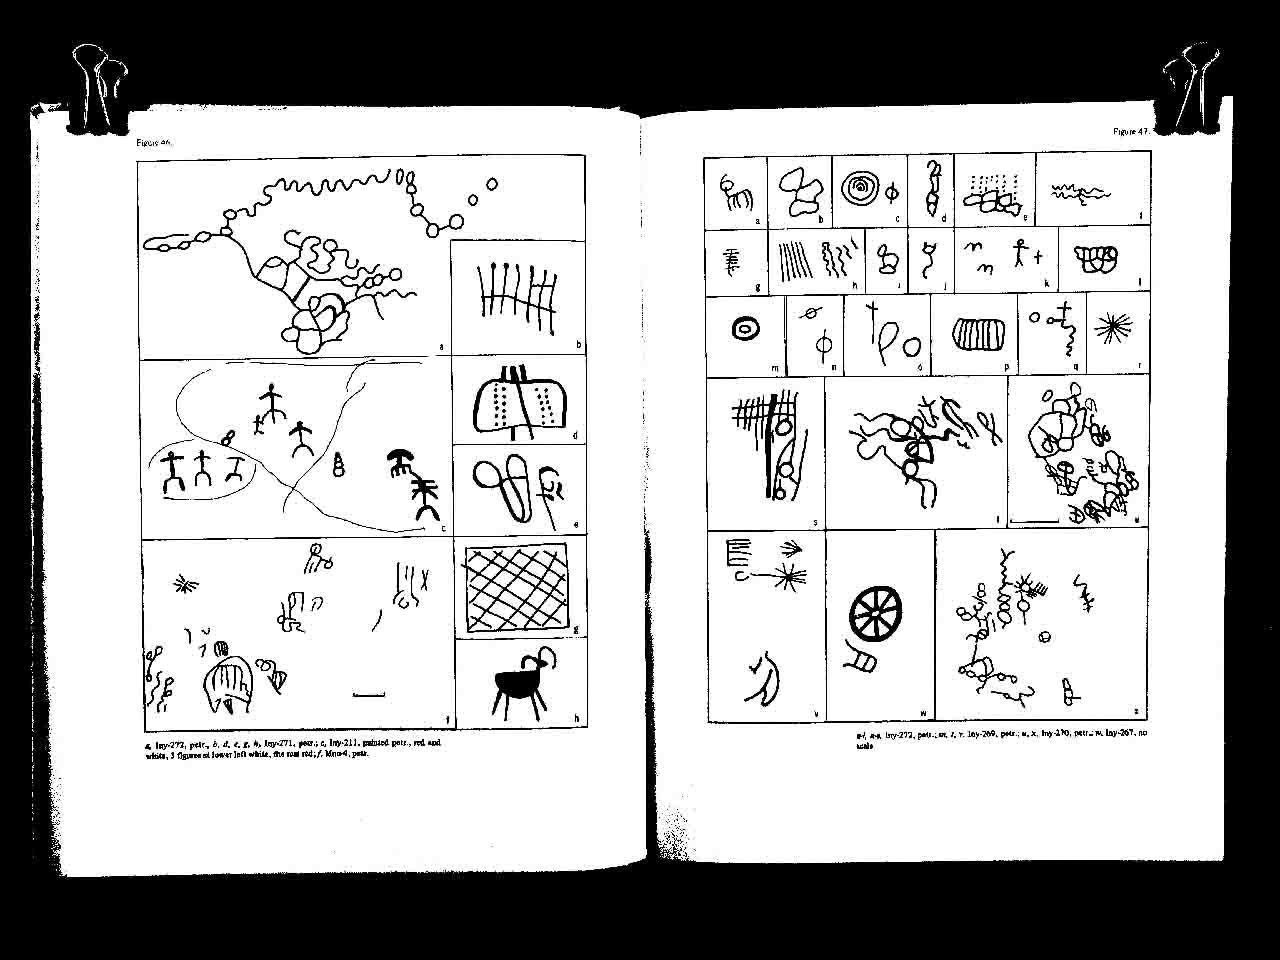 Figure 46.
a
b
c
d
e
f
g
h
a, Iny-272, petr., b, d, e, g, h, Iny-271, petr.; c, Iny-211, painted petr., red and
white, 3 figures at lower left white, the rest red; f, Mno-4, petr.
Figure 47.
a
b
c
d
e
f
g
h
i
j
k
l
m
n
o
p
q
r
s
t
u
v
w
x
a-l, n-s, Iny-272, petr.; m, t, v, Iny-269, petr.; u, x, Iny-270, petr.; w, Iny-267, no
scale